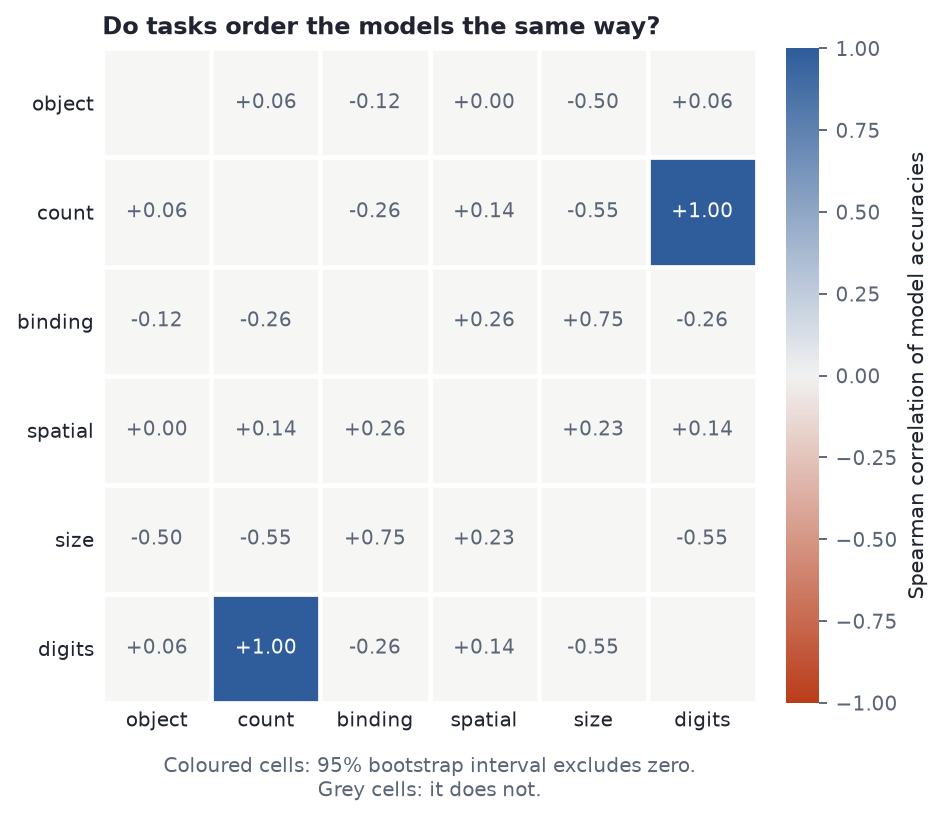 Do tasks order the models the same way?
object +0.06 -0.12 +0.00 -0.50 +0.06
count +0.06 -0.26 +0.14 -0.55 +1.00
binding -0.12 -0.26 +0.26 +0.75 -0.26
spatial +0.00 +0.14 +0.26 +0.23 +0.14
size -0.50 -0.55 +0.75 +0.23 -0.55
digits +0.06 +1.00 -0.26 +0.14 -0.55
object count binding spatial size digits
1.00
0.75
0.50
0.25
0.00
−0.25
−0.50
−0.75
−1.00
Spearman correlation of model accuracies
Coloured cells: 95% bootstrap interval excludes zero.
Grey cells: it does not.